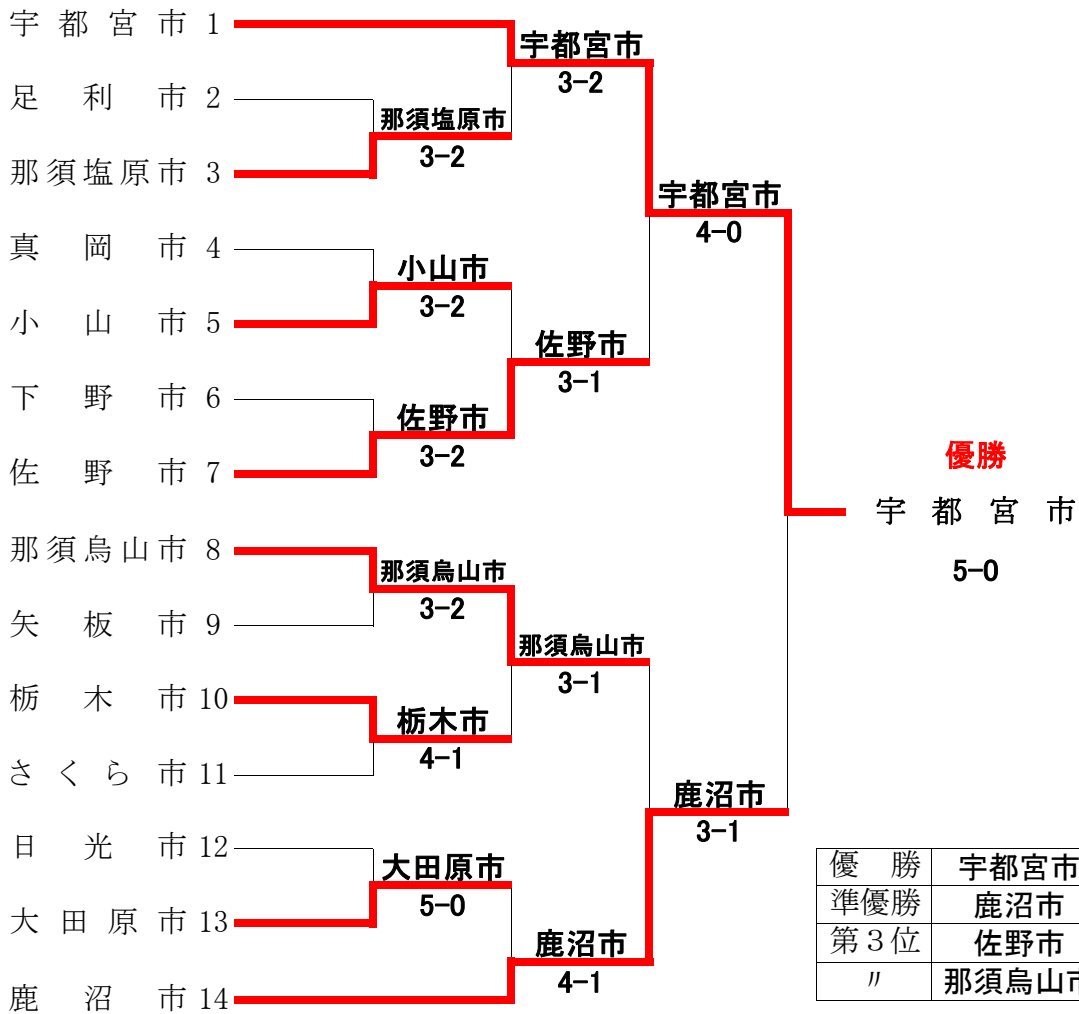 宇都宮市 1
足利市 2
那須塩原市 3
真岡市 4
小山市 5
下野市 6
佐野市 7
那須烏山市 8
矢板市 9
栃木市 10
さくら市 11
日光市 12
大田原市 13
鹿沼市 14
那須塩原市
3-2
小山市
3-2
佐野市
3-2
那須烏山市
3-2
栃木市
4-1
大田原市
5-0
宇都宮市
3-2
佐野市
3-1
那須烏山市
3-1
鹿沼市
4-1
宇都宮市
4-0
鹿沼市
3-1
優勝
宇都宮市
5-0
優勝 宇都宮市
準優勝 鹿沼市
第3位 佐野市
〃 那須烏山市